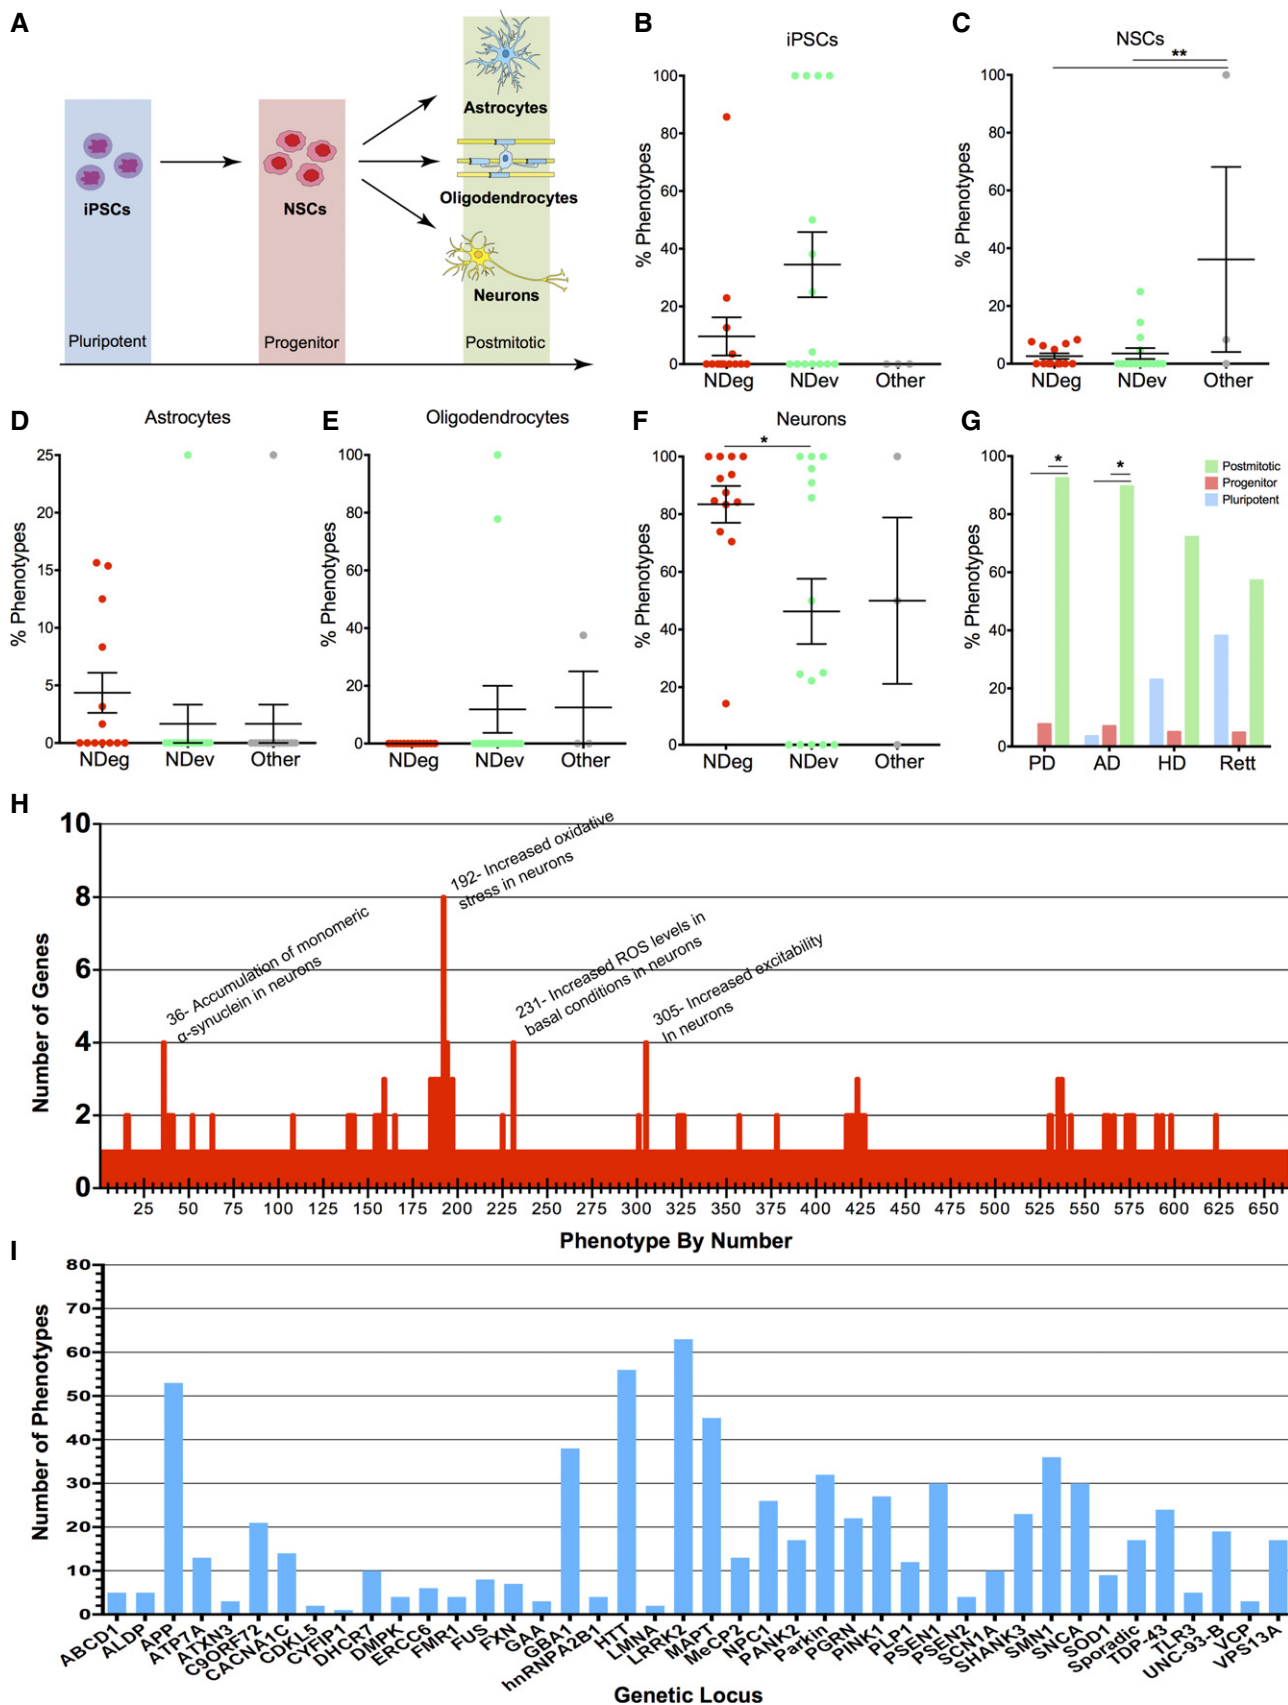 A
iPSCs
NSCs
Astrocytes
Oligodendrocytes
Neurons
Pluripotent
Progenitor
Postmitotic
B
iPSCs
% Phenotypes
100
80
60
40
20
0
NDeg
NDev
Other
C
NSCs
**
% Phenotypes
100
80
60
40
20
0
NDeg
NDev
Other
D
Astrocytes
% Phenotypes
25
20
15
10
5
0
NDeg
NDev
Other
E
Oligodendrocytes
% Phenotypes
100
80
60
40
20
0
NDeg
NDev
Other
F
Neurons
*
% Phenotypes
100
80
60
40
20
0
NDeg
NDev
Other
G
% Phenotypes
100
80
60
40
20
0
*
*
Postmitotic
Progenitor
Pluripotent
PD
AD
HD
Rett
H
Number of Genes
10
8
6
4
2
0
36- Accumulation of monomeric
α-synuclein in neurons
192- Increased oxidative
stress in neurons
231- Increased ROS levels in
basal conditions in neurons
305- Increased excitability
In neurons
25
50
75
100
125
150
175
200
225
250
275
300
325
350
375
400
425
450
475
500
525
550
575
600
625
650
Phenotype By Number
I
Number of Phenotypes
80
70
60
50
40
30
20
10
0
ABCD1
ALDP
APP
ATP7A
ATXN3
C9ORF72
CACNA1C
CDKL5
CYFIP1
DHCR7
DMPK
ERCC6
FMR1
FUS
FXN
GAA
GBA1
hnRNPA2B1
HTT
LMNA
LRRK2
MAPT
MeCP2
NPC1
PANK2
Parkin
PGRN
PINK1
PLP1
PSEN1
PSEN2
SCN1A
SHANK3
SMN1
SNCA
SOD1
Sporadic
TDP-43
TLR3
UNC-93-B
VCP
VPS13A
Genetic Locus